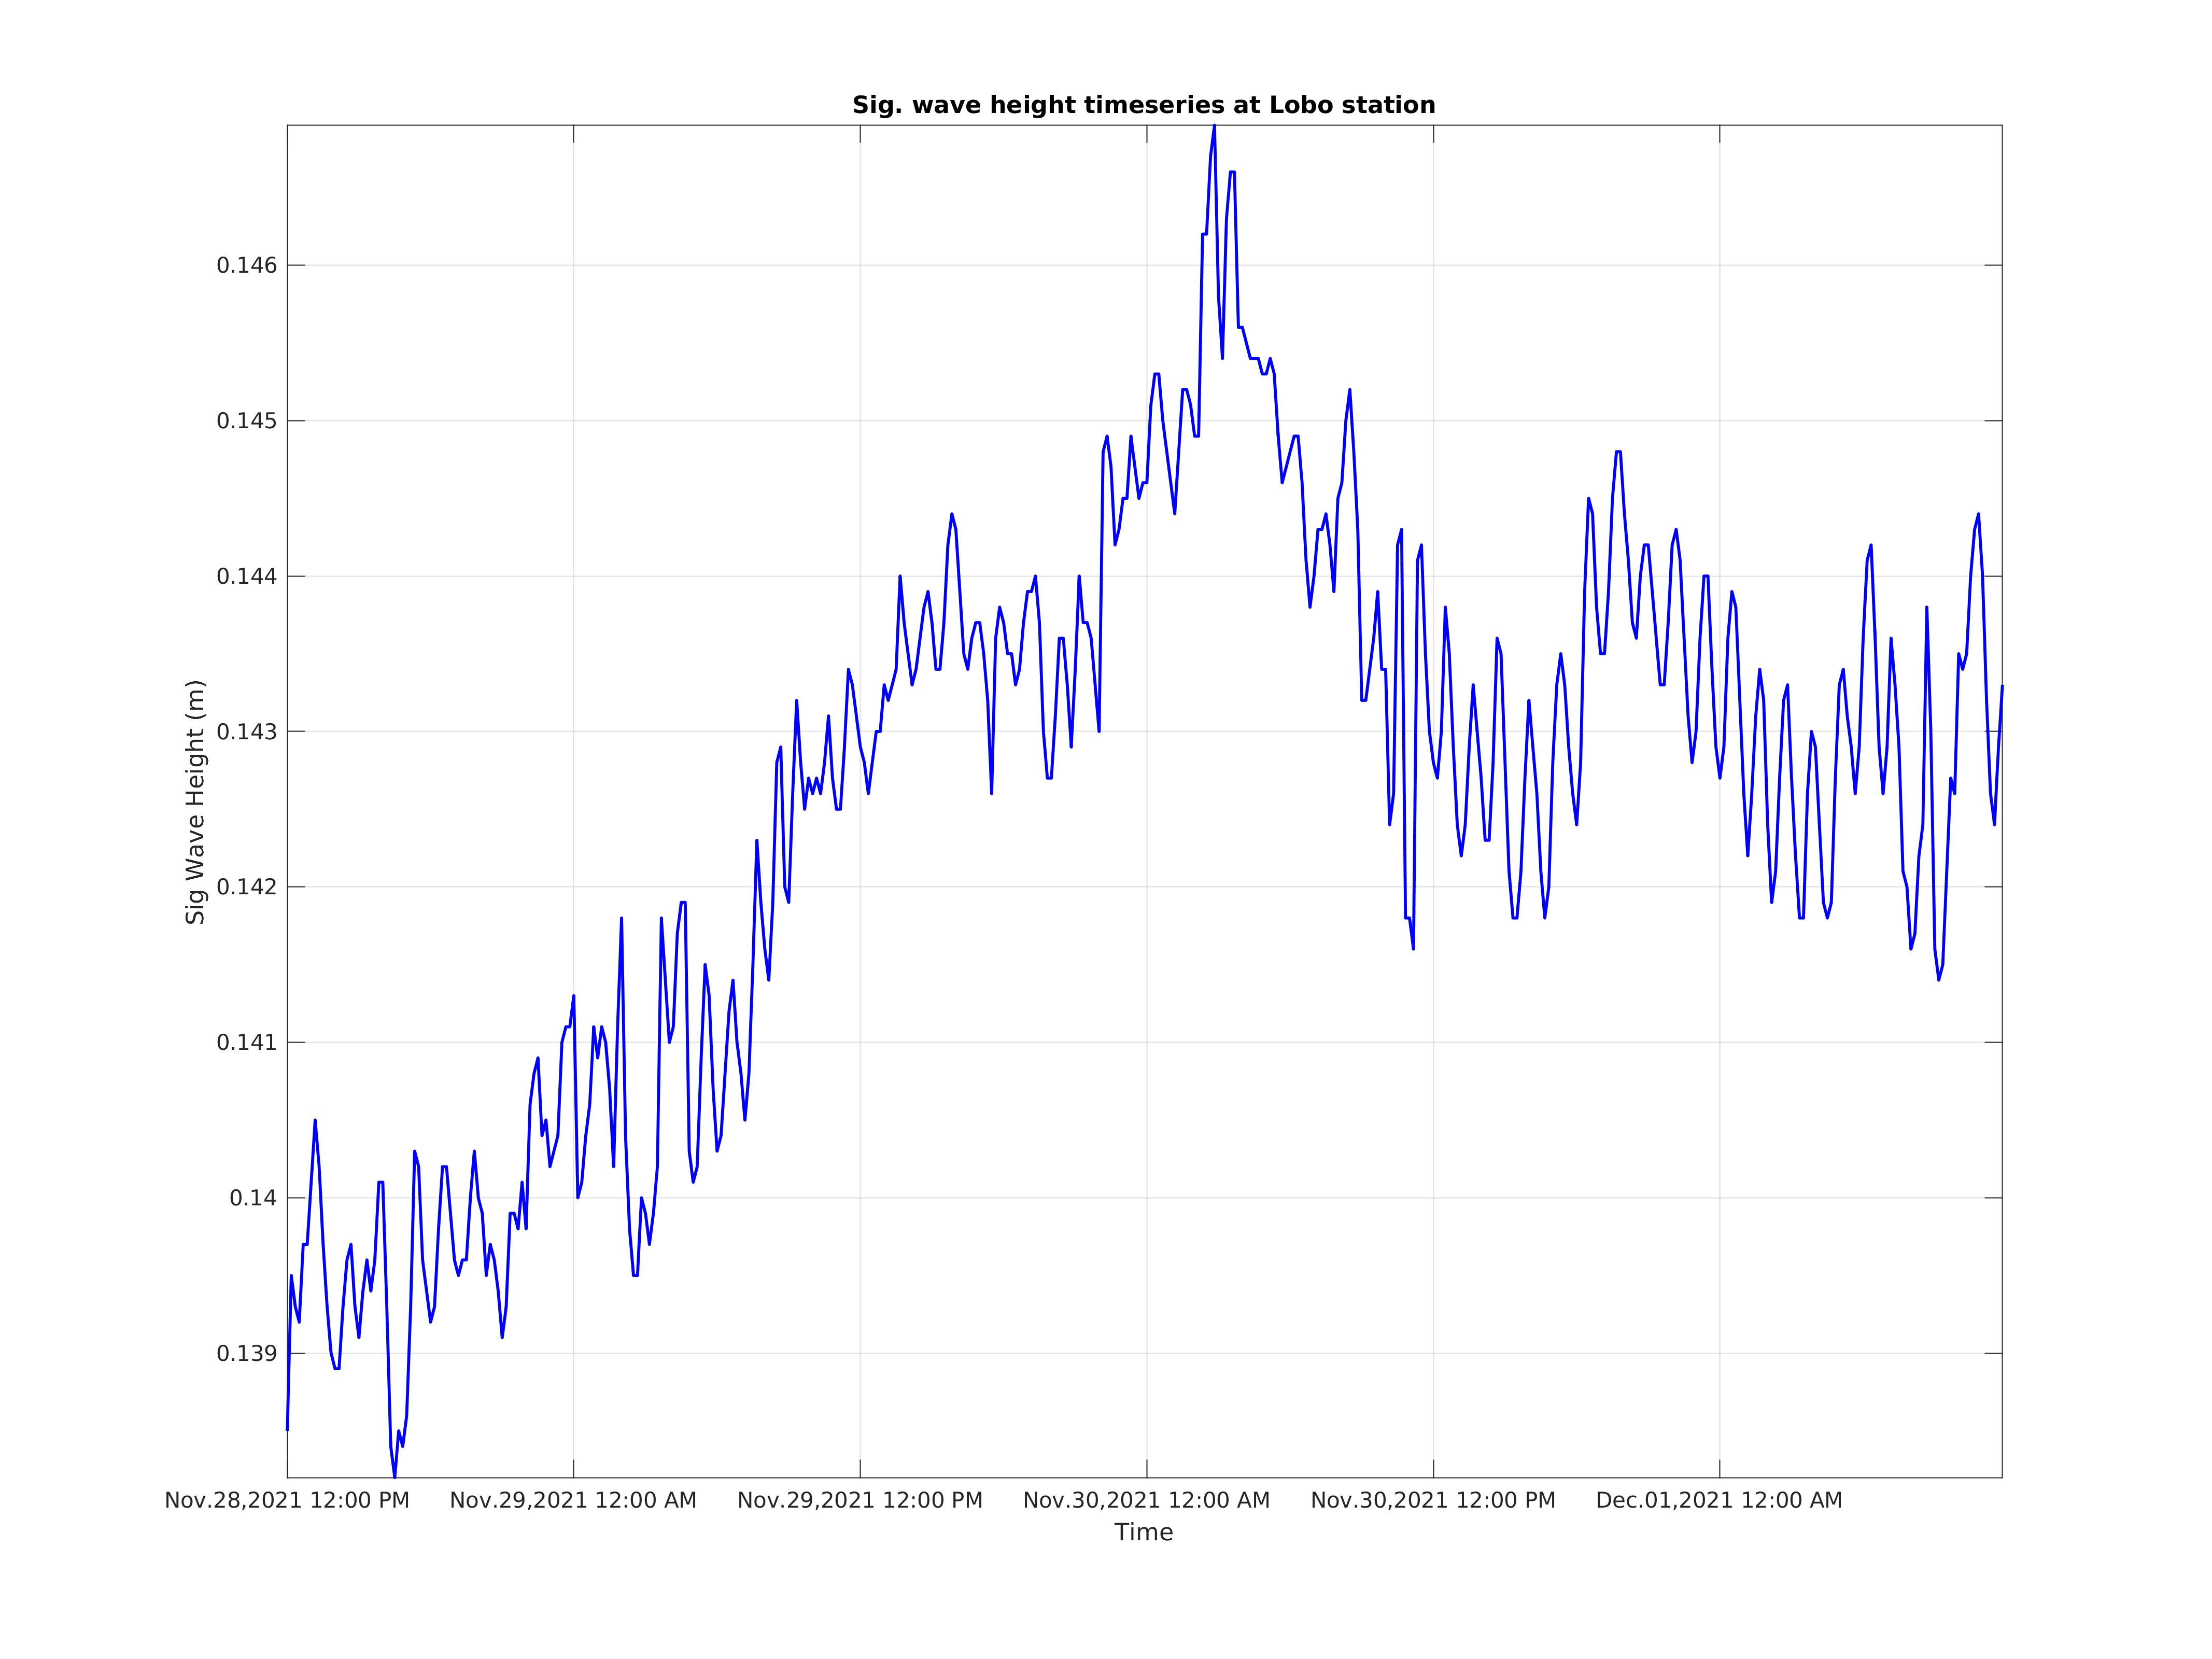 Sig. wave height timeseries at Lobo station
0.146
0.145
0.144
0.143
0.142
0.141
0.14
0.139
Sig Wave Height (m)
Nov.28,2021 12:00 PM Nov.29,2021 12:00 AM Nov.29,2021 12:00 PM Nov.30,2021 12:00 AM Nov.30,2021 12:00 PM Dec.01,2021 12:00 AM
Time